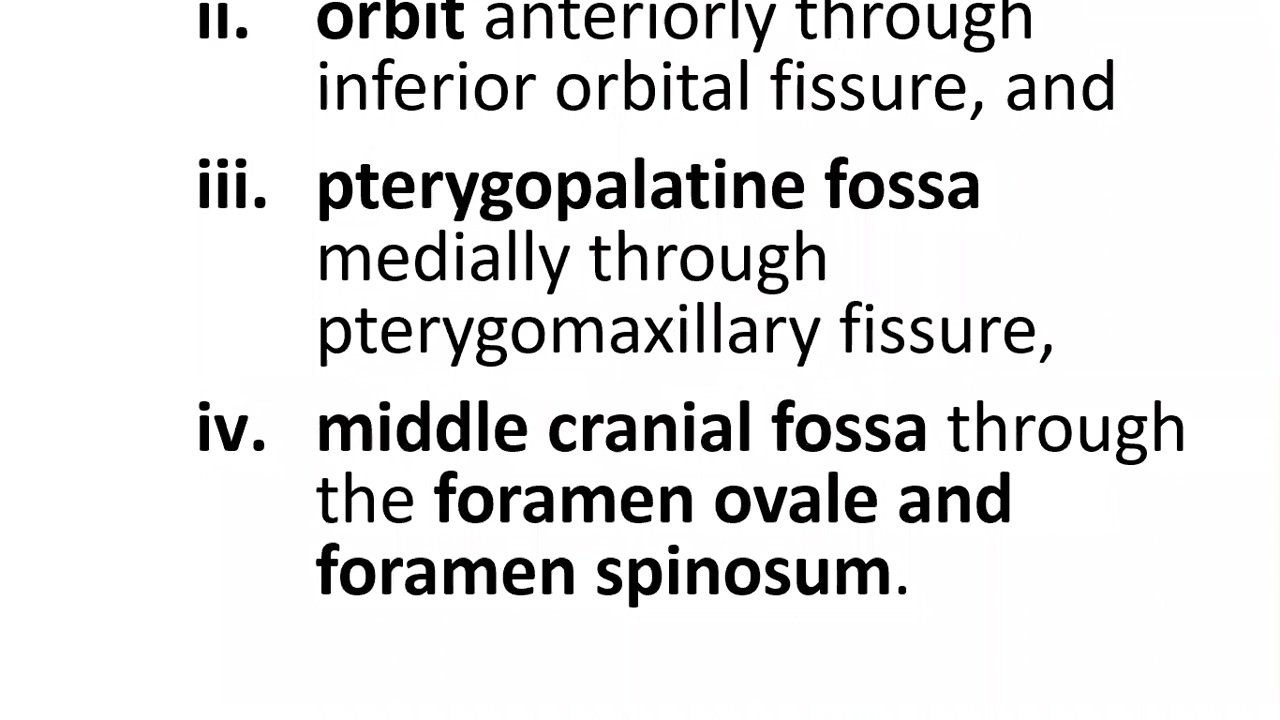 ii. orbit anteriorly through
inferior orbital fissure, and
iii. pterygopalatine fossa
medially through
pterygomaxillary fissure,
iv. middle cranial fossa through
the foramen ovale and
foramen spinosum.